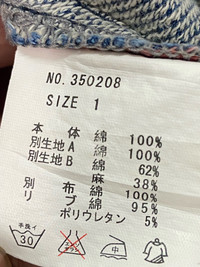 NO. 350208
SIZE 1
本体 綿 100%
別生地A 綿 100%
別生地B 綿 62%
麻 38%
別布 綿 100%
リブ 綿 95%
ポリウレタン 5%
手洗イ
30
中